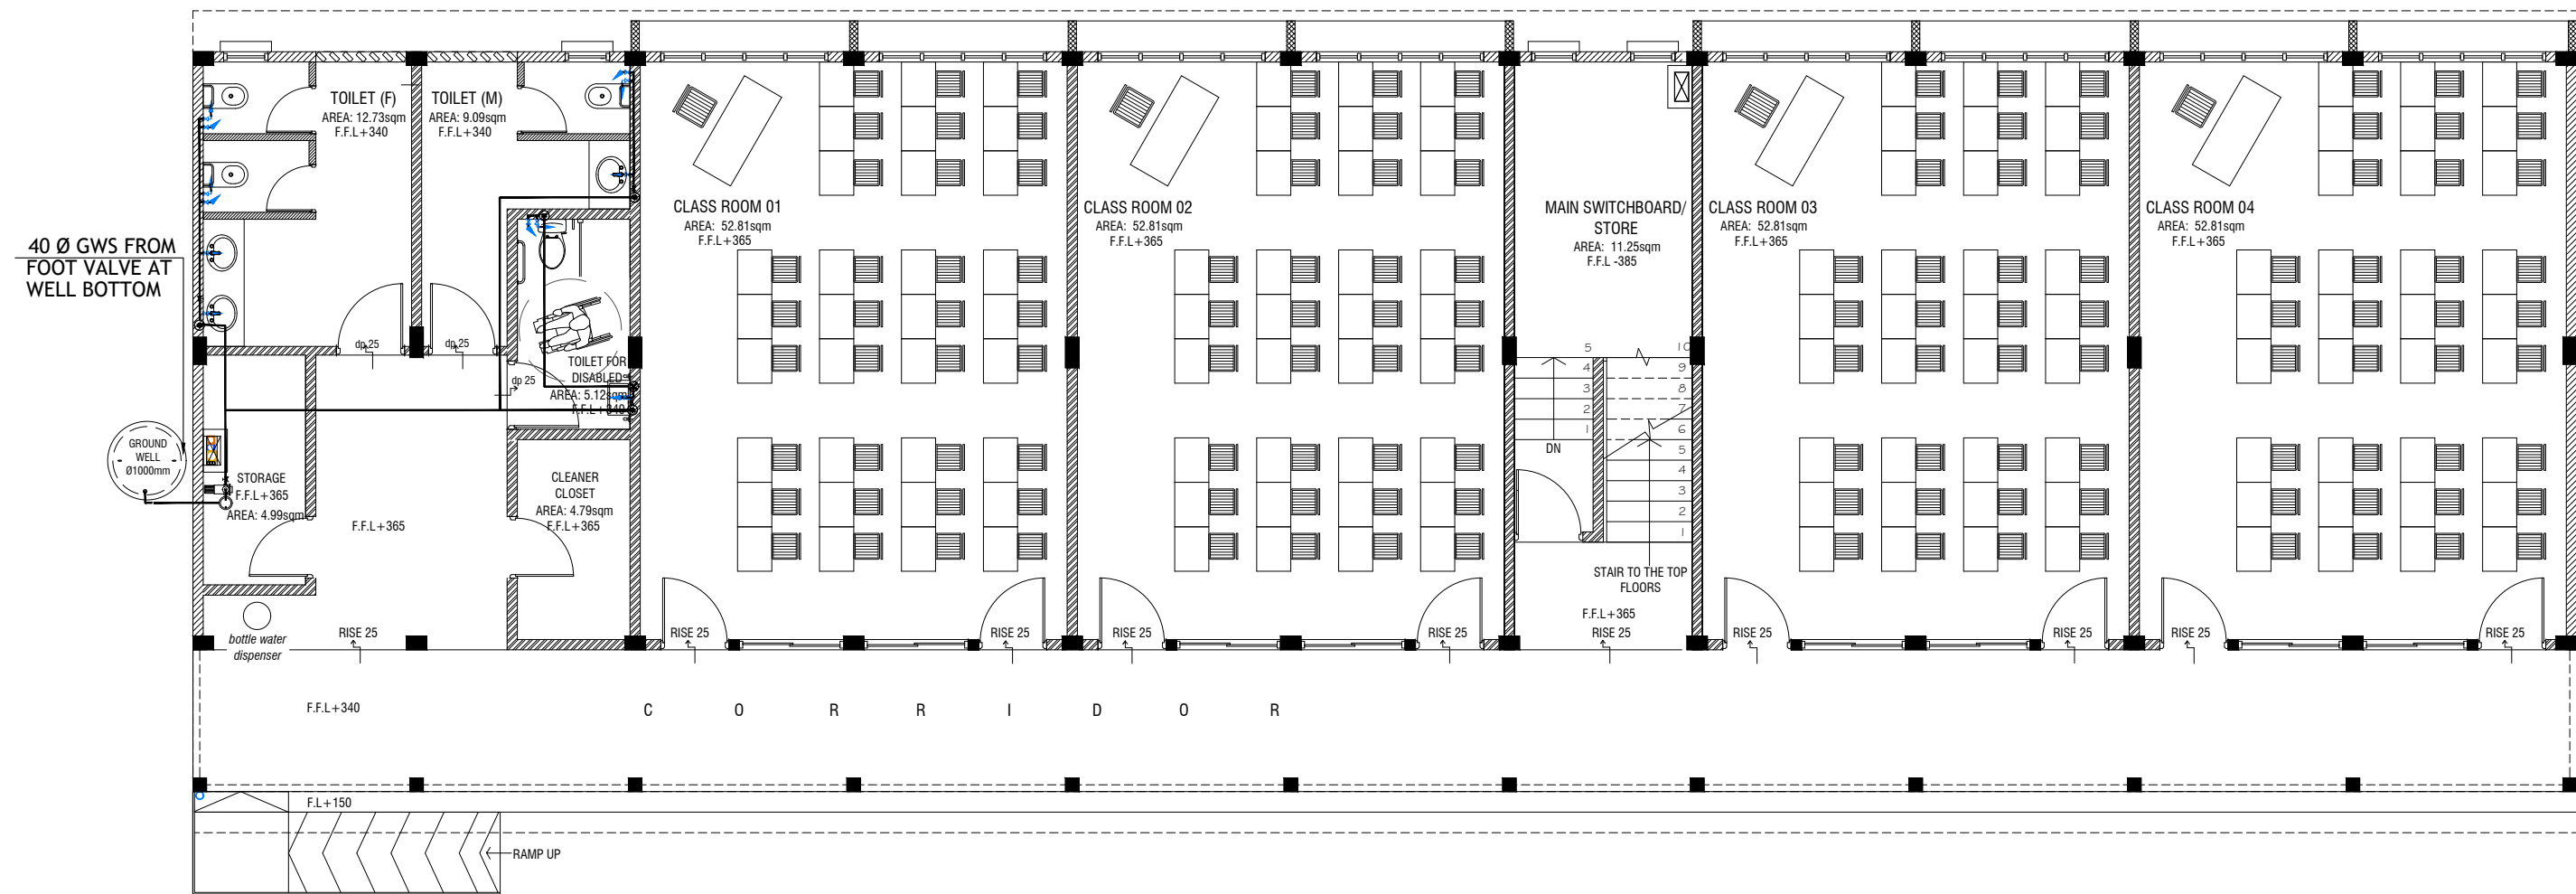 TOILET (F)
AREA: 12.73sqm
F.F.L+340
TOILET (M)
AREA: 9.09sqm
F.F.L+340
40 Ø GWS FROM
FOOT VALVE AT
WELL BOTTOM
CLASS ROOM 01
AREA: 52.81sqm
F.F.L+365
CLASS ROOM 02
AREA: 52.81sqm
F.F.L+365
MAIN SWITCHBOARD/
STORE
AREA: 11.25sqm
F.F.L -385
CLASS ROOM 03
AREA: 52.81sqm
F.F.L+365
CLASS ROOM 04
AREA: 52.81sqm
F.F.L+365
dp 25
dp 25
dp 25
TOILET FOR
DISABLED
AREA: 5.12sqm
F.F.L+340
GROUND
WELL
Ø1000mm
STORAGE
F.F.L+365
AREA: 4.99sqm
F.F.L+365
CLEANER
CLOSET
AREA: 4.79sqm
F.F.L+365
5
4
3
2
1
DN
10
9
8
7
6
5
4
3
2
1
STAIR TO THE TOP
FLOORS
F.F.L+365
RISE 25
bottle water
dispenser
RISE 25
RISE 25
RISE 25
RISE 25
RISE 25
RISE 25
RISE 25
RISE 25
RISE 25
F.F.L+340
C O R R I D O R
F.L+150
RAMP UP